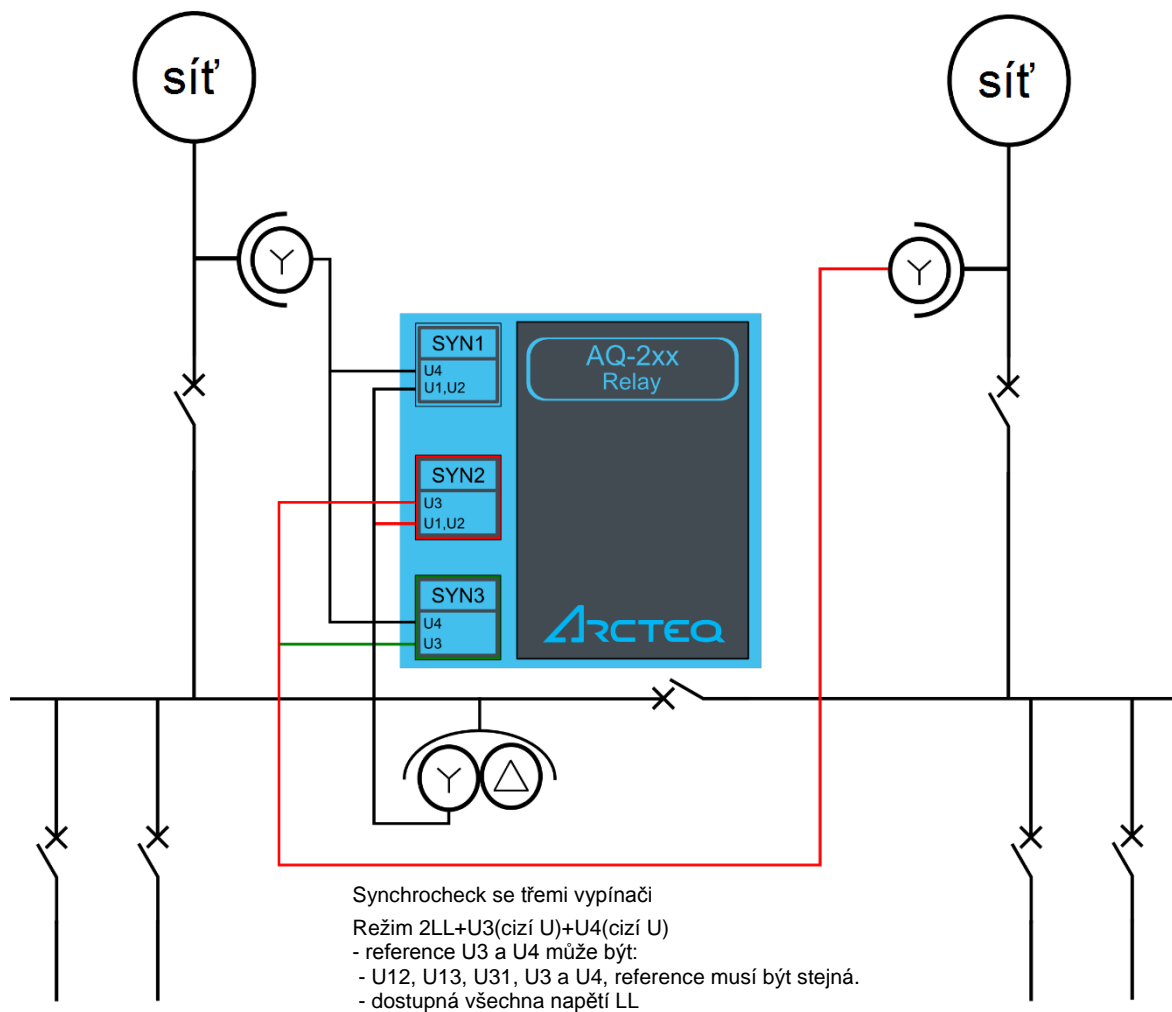 síť
síť
SYN1
U4
U1,U2
AQ-2xx
Relay
SYN2
U3
U1,U2
SYN3
U4
U3
ARCTEQ
Synchrocheck se třemi vypínači
Režim 2LL+U3(cizí U)+U4(cizí U)
- reference U3 a U4 může být:
- U12, U13, U31, U3 a U4, reference musí být stejná.
- dostupná všechna napětí LL